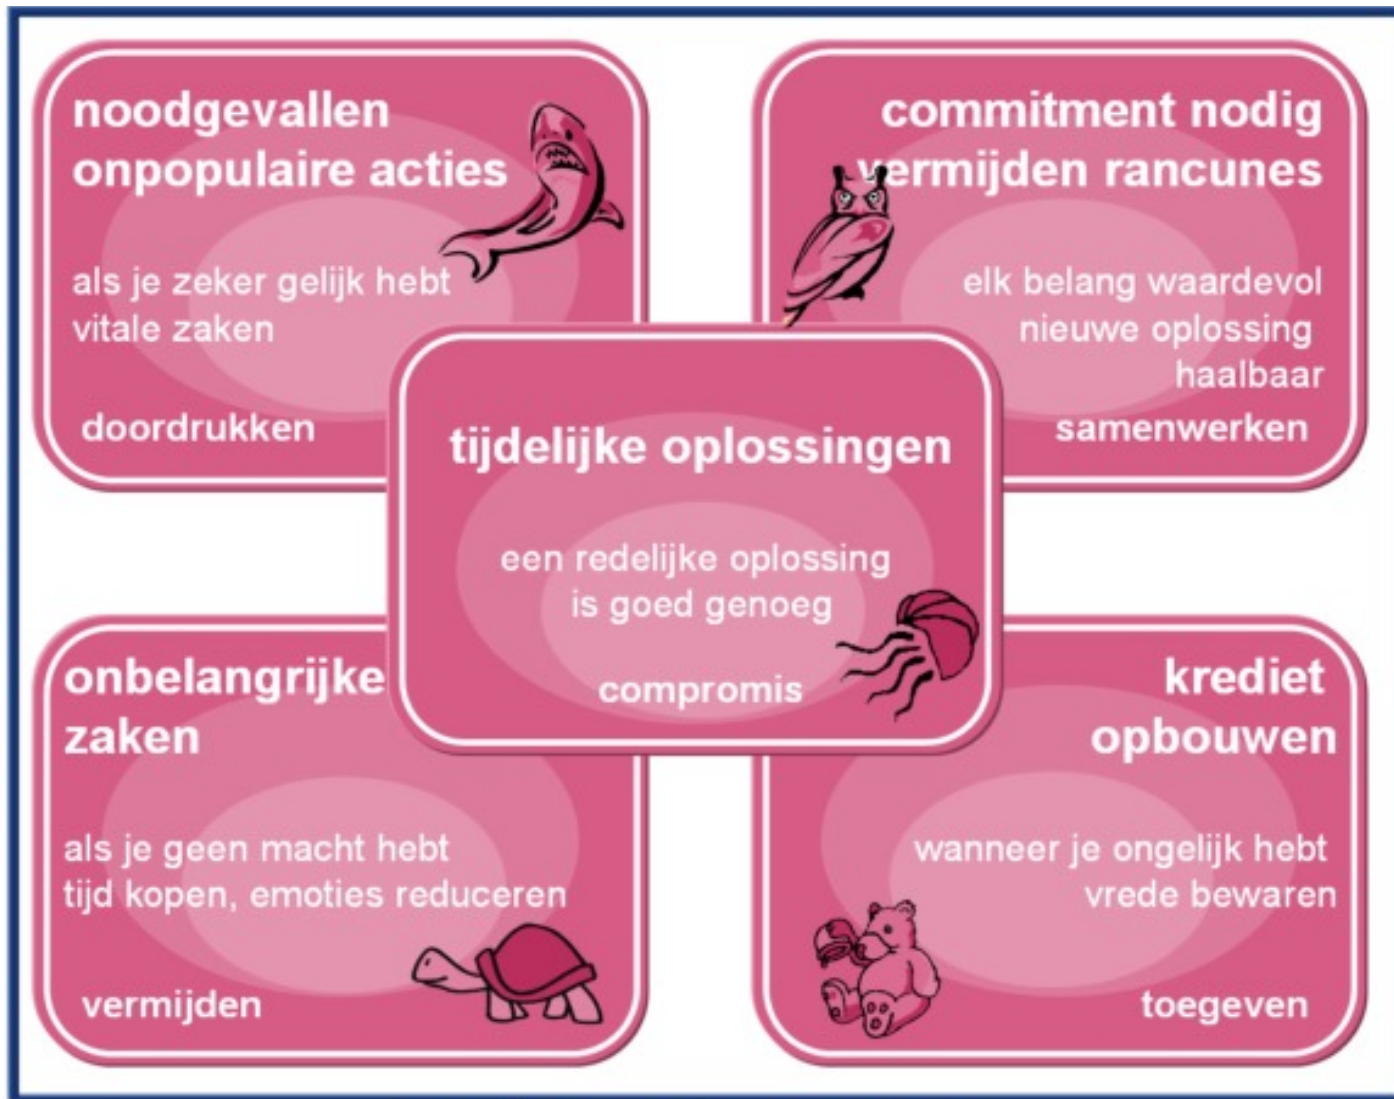 noodgevallen
onpopulaire acties
als je zeker gelijk hebt
vitale zaken
doordrukken
commitment nodig
vermijden rancunes
elk belang waardevol
nieuwe oplossing
haalbaar
samenwerken
tijdelijke oplossingen
een redelijke oplossing
is goed genoeg
compromis
onbelangrijke
zaken
als je geen macht hebt
tijd kopen, emoties reduceren
vermijden
krediet
opbouwen
wanneer je ongelijk hebt
vrede bewaren
toegeven